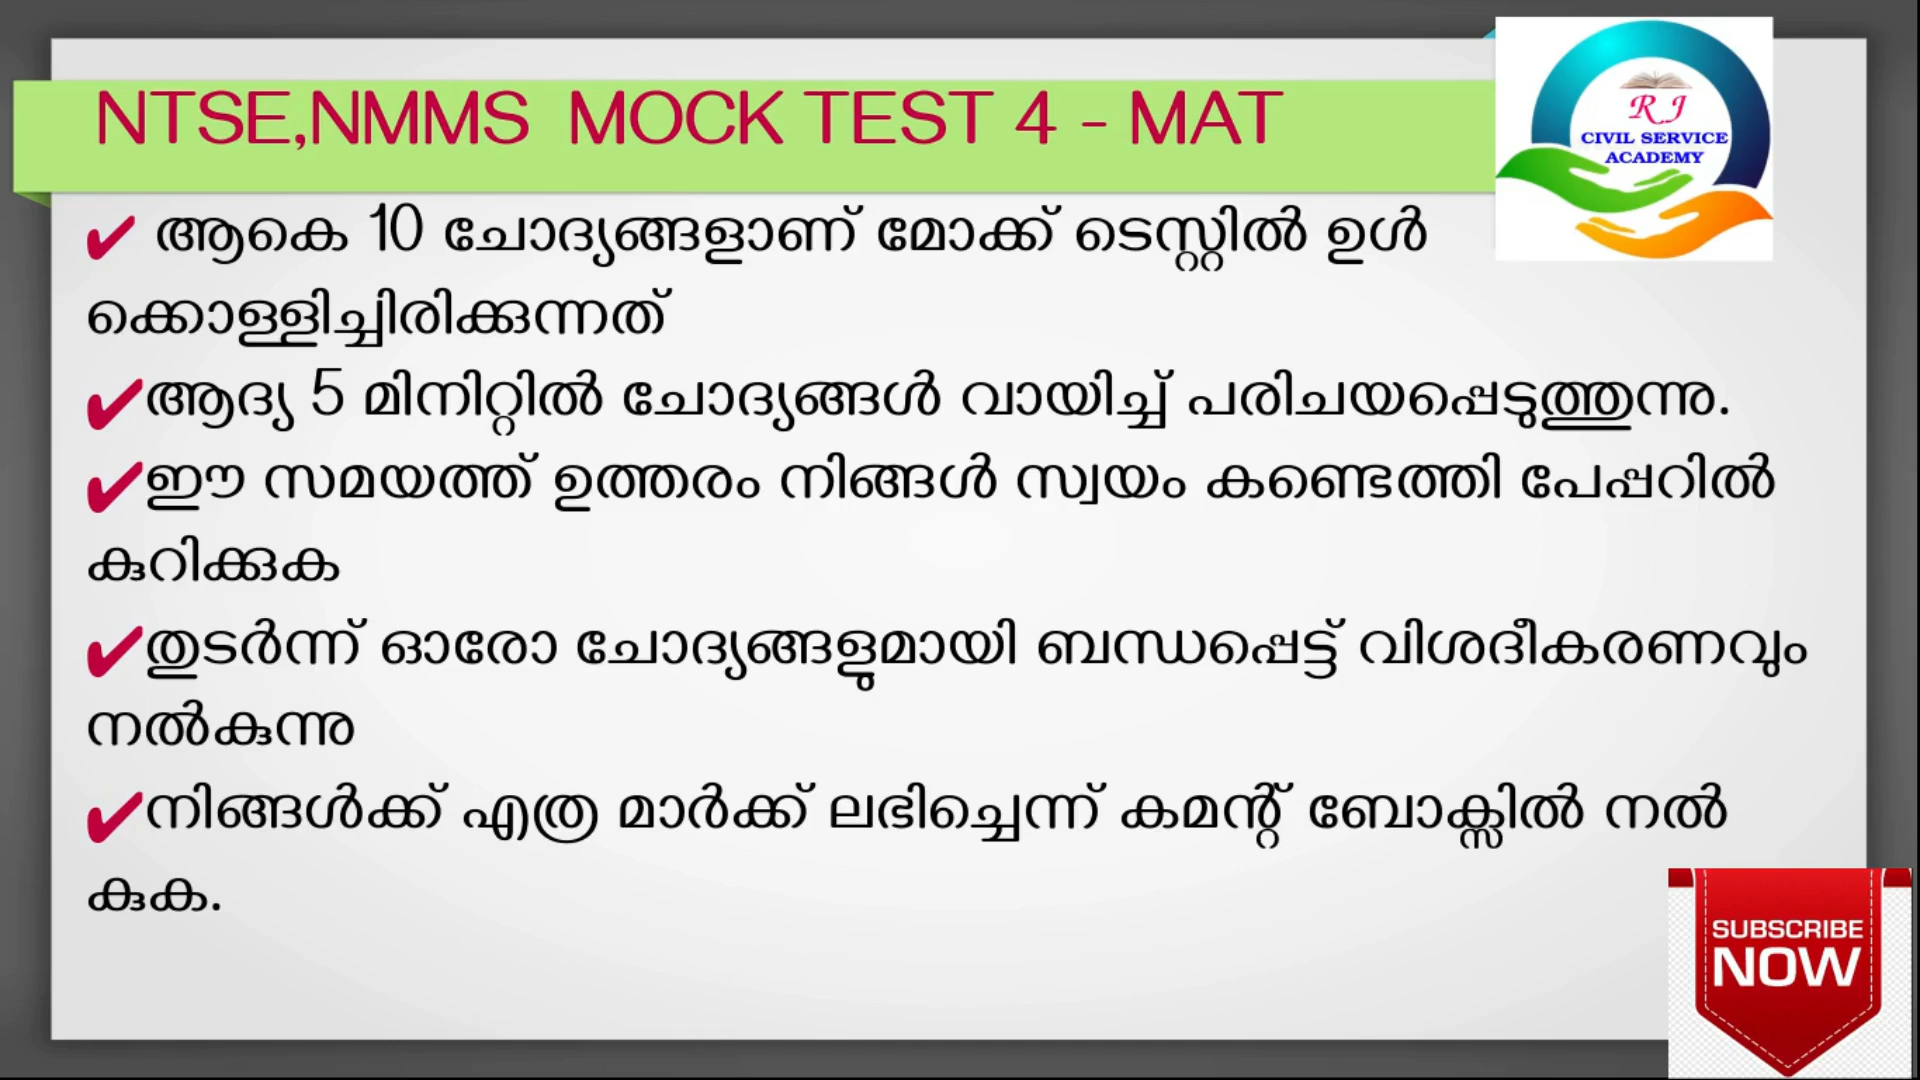 NTSE,NMMS MOCK TEST 4 - MAT
R J
CIVIL SERVICE
ACADEMY
✔ ആകെ 10 ചോദ്യങ്ങളാണ് മോക്ക് ടെസ്റ്റിൽ ഉൾ
ക്കൊള്ളിച്ചിരിക്കുന്നത്
✔ആദ്യ 5 മിനിറ്റിൽ ചോദ്യങ്ങൾ വായിച്ച് പരിചയപ്പെടുത്തുന്നു.
✔ഈ സമയത്ത് ഉത്തരം നിങ്ങൾ സ്വയം കണ്ടെത്തി പേപ്പറിൽ
കുറിക്കുക
✔തുടർന്ന് ഓരോ ചോദ്യങ്ങളുമായി ബന്ധപ്പെട്ട് വിശദീകരണവും
നൽകുന്നു
✔നിങ്ങൾക്ക് എത്ര മാർക്ക് ലഭിച്ചെന്ന് കമന്റ് ബോക്സിൽ നൽ
കുക.
SUBSCRIBE
NOW